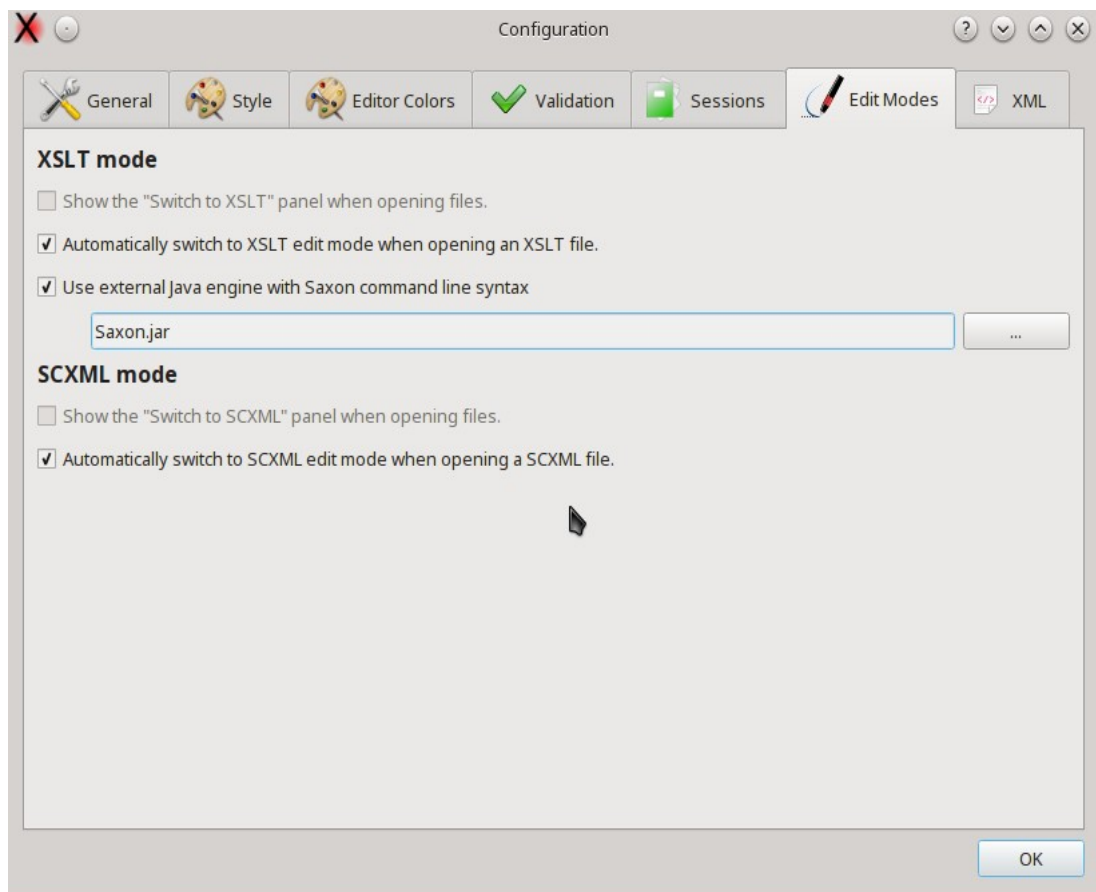 Configuration
General
Style
Editor Colors
Validation
Sessions
Edit Modes
XML
XSLT mode
Show the "Switch to XSLT" panel when opening files.
Automatically switch to XSLT edit mode when opening an XSLT file.
Use external Java engine with Saxon command line syntax
Saxon.jar
...
SCXML mode
Show the "Switch to SCXML" panel when opening files.
Automatically switch to SCXML edit mode when opening a SCXML file.
OK